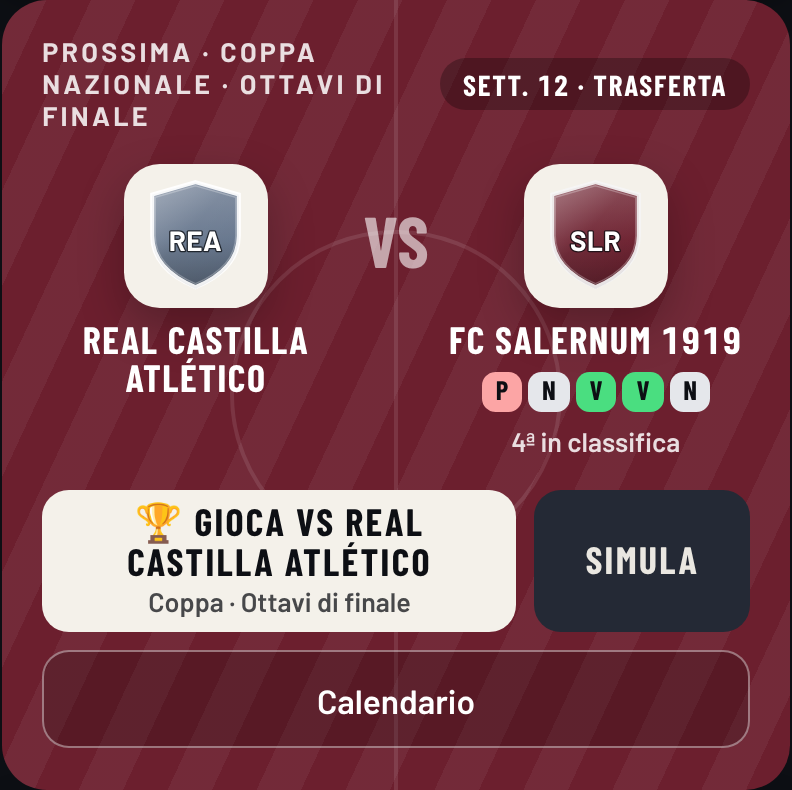 PROSSIMA · COPPA
NAZIONALE · OTTAVI DI
FINALE
SETT. 12 · TRASFERTA
REA
VS
SLR
REAL CASTILLA
ATLÉTICO
FC SALERNUM 1919
P N V V N
4ª in classifica
🏆 GIOCA VS REAL
CASTILLA ATLÉTICO
Coppa · Ottavi di finale
SIMULA
Calendario